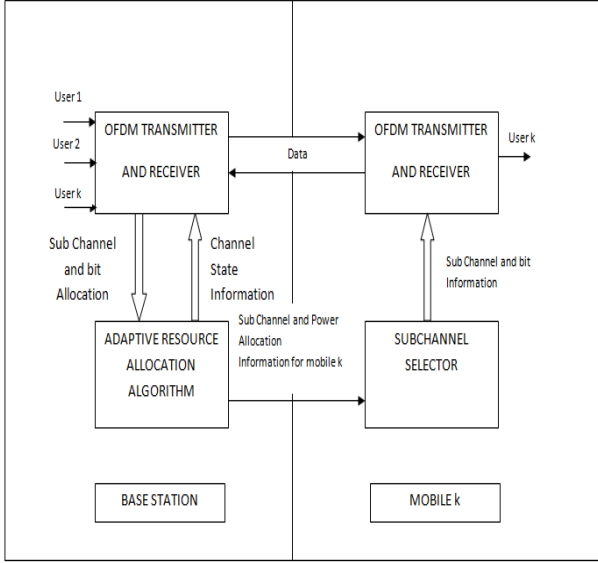 User 1
User 2
User k
OFDM TRANSMITTER
AND RECEIVER
Data
OFDM TRANSMITTER
AND RECEIVER
User k
Sub Channel
and bit
Allocation
Channel
State
Information
Sub Channel and bit
Information
Sub Channel and Power
Allocation
Information for mobile k
ADAPTIVE RESOURCE
ALLOCATION
ALGORITHM
SUBCHANNEL
SELECTOR
BASE STATION
MOBILE k